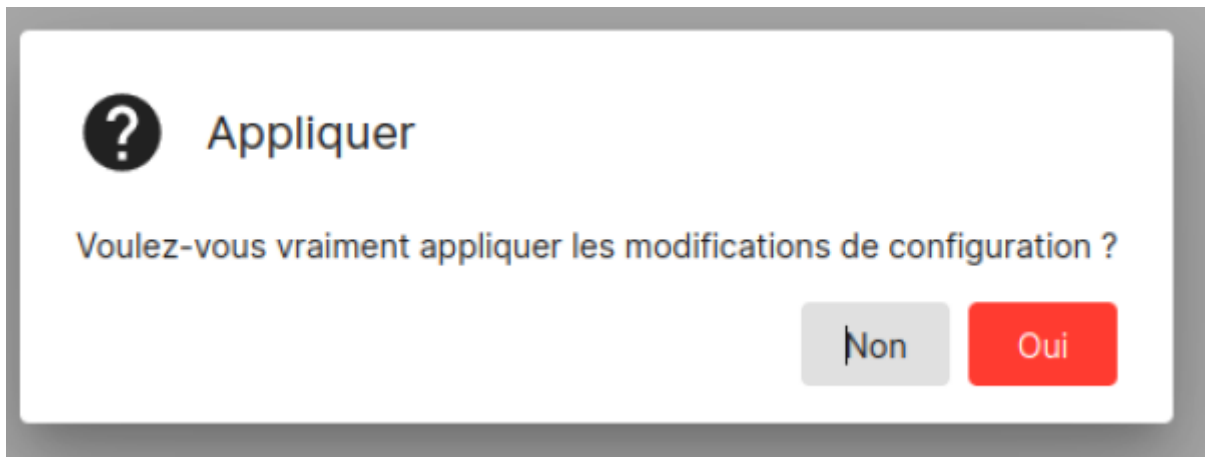 Appliquer
Voulez-vous vraiment appliquer les modifications de configuration ?
Non
Oui